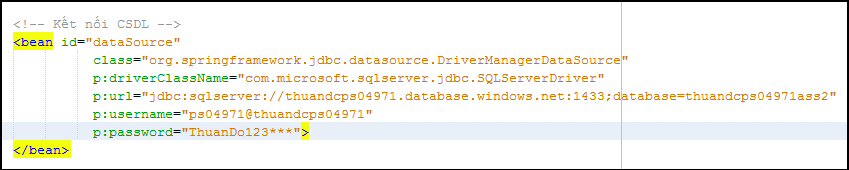 <!-- Kết nối CSDL -->
<bean id="dataSource"
class="org.springframework.jdbc.datasource.DriverManagerDataSource"
p:driverClassName="com.microsoft.sqlserver.jdbc.SQLServerDriver"
p:url="jdbc:sqlserver://thuandcps04971.database.windows.net:1433;database=thuandcps04971ass2"
p:username="ps04971@thuandcps04971"
p:password="ThuanDo123***">
</bean>